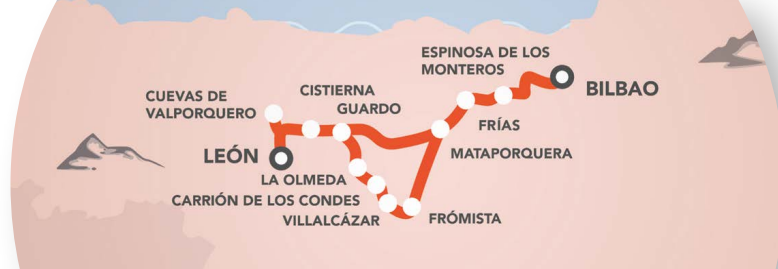 ESPINOSA DE LOS
MONTEROS
BILBAO
CISTIERNA
CUEVAS DE
VALPORQUERO
GUARDO
FRÍAS
LEÓN
MATAPORQUERA
LA OLMEDA
CARRIÓN DE LOS CONDES
VILLALCÁZAR
FRÓMISTA